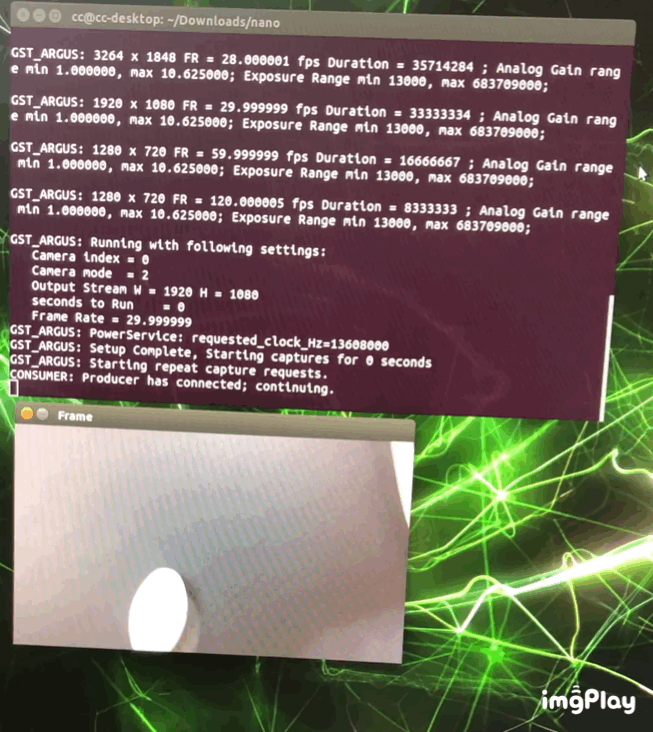 cc@cc-desktop: ~/Downloads/nano
GST_ARGUS: 3264 x 1848 FR = 28.000001 fps Duration = 35714284 ; Analog Gain rang
e min 1.000000, max 10.625000; Exposure Range min 13000, max 683709000;
GST_ARGUS: 1920 x 1080 FR = 29.999999 fps Duration = 33333334 ; Analog Gain rang
e min 1.000000, max 10.625000; Exposure Range min 13000, max 683709000;
GST_ARGUS: 1280 x 720 FR = 59.999999 fps Duration = 16666667 ; Analog Gain range
min 1.000000, max 10.625000; Exposure Range min 13000, max 683709000;
GST_ARGUS: 1280 x 720 FR = 120.000005 fps Duration = 8333333 ; Analog Gain range
min 1.000000, max 10.625000; Exposure Range min 13000, max 683709000;
GST_ARGUS: Running with following settings:
Camera index = 0
Camera mode = 2
Output Stream W = 1920 H = 1080
seconds to Run = 0
Frame Rate = 29.999999
GST_ARGUS: PowerService: requested_clock_Hz=13608000
GST_ARGUS: Setup Complete, Starting captures for 0 seconds
GST_ARGUS: Starting repeat capture requests.
CONSUMER: Producer has connected; continuing.
Frame
imgPlay